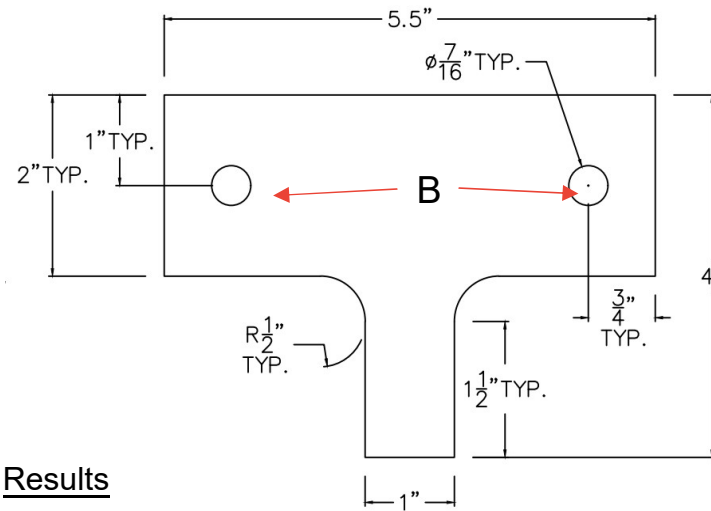 5.5”
ø7/16” TYP.
1” TYP.
2” TYP.
B
4
3/4”
TYP.
R1/2”
TYP.
1 1/2” TYP.
Results
1”